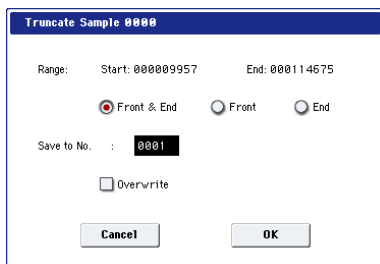 Truncate Sample 0000
Range: Start: 000009957 End: 000114675
Front & End Front End
Save to No. : 0001
Overwrite
Cancel OK